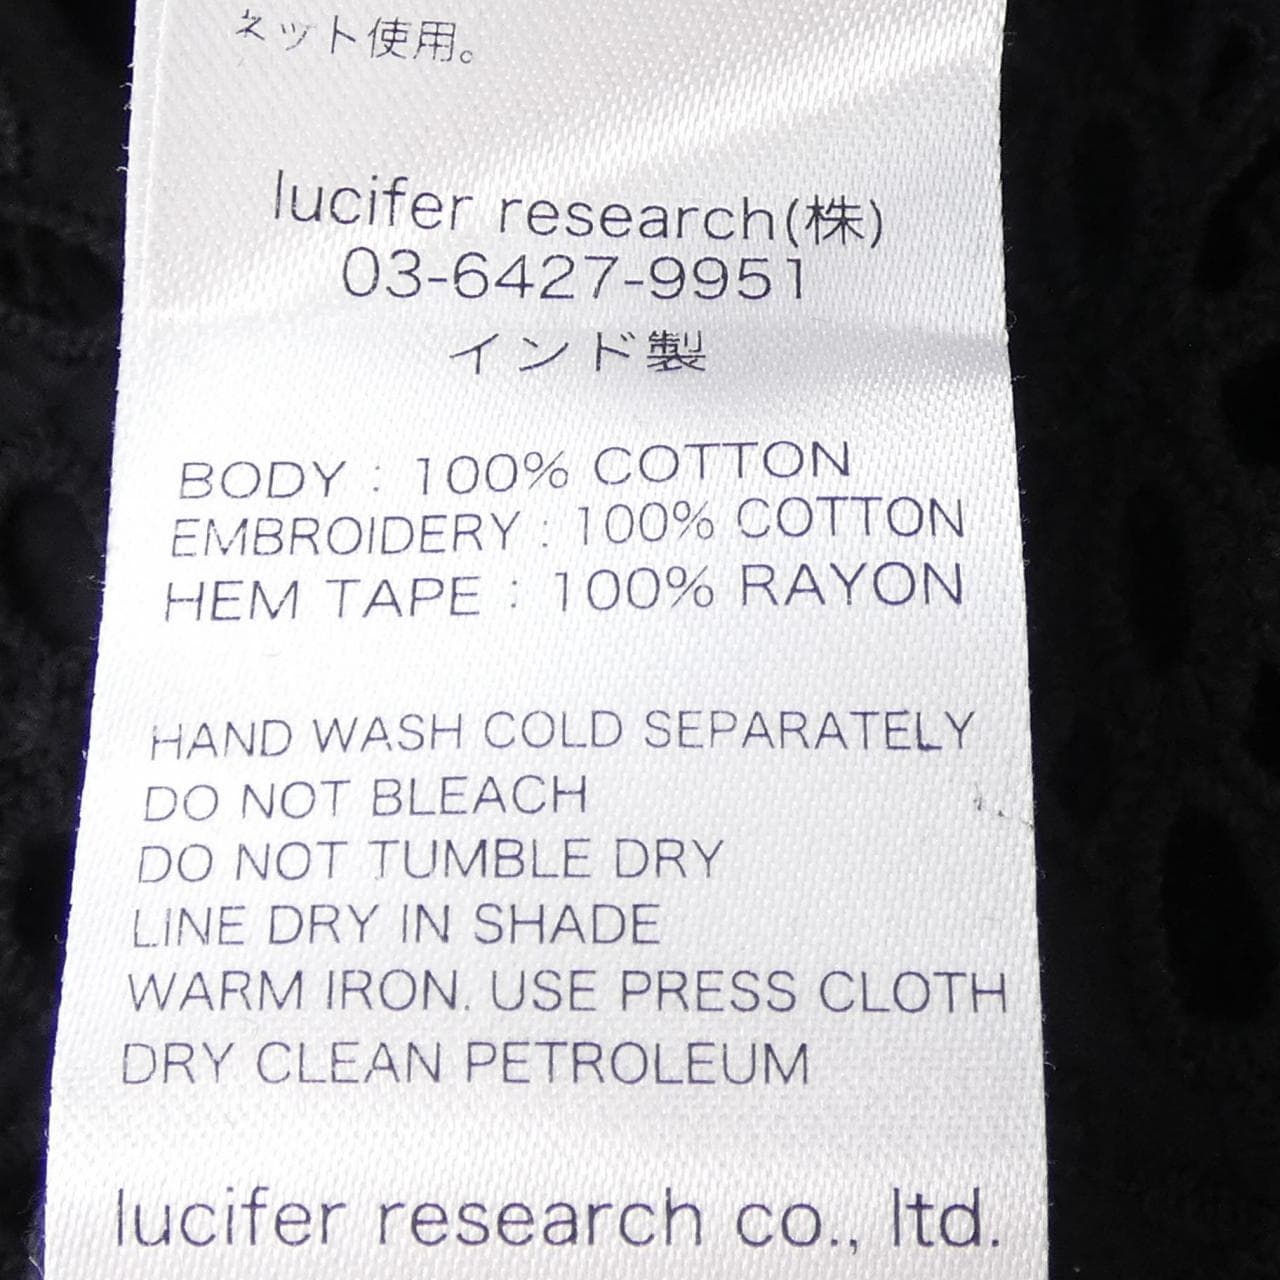 ネット使用。
lucifer research(株)
03-6427-9951
インド製
BODY : 100% COTTON
EMBROIDERY : 100% COTTON
HEM TAPE : 100% RAYON
HAND WASH COLD SEPARATELY
DO NOT BLEACH
DO NOT TUMBLE DRY
LINE DRY IN SHADE
WARM IRON. USE PRESS CLOTH
DRY CLEAN PETROLEUM
lucifer research co., ltd.